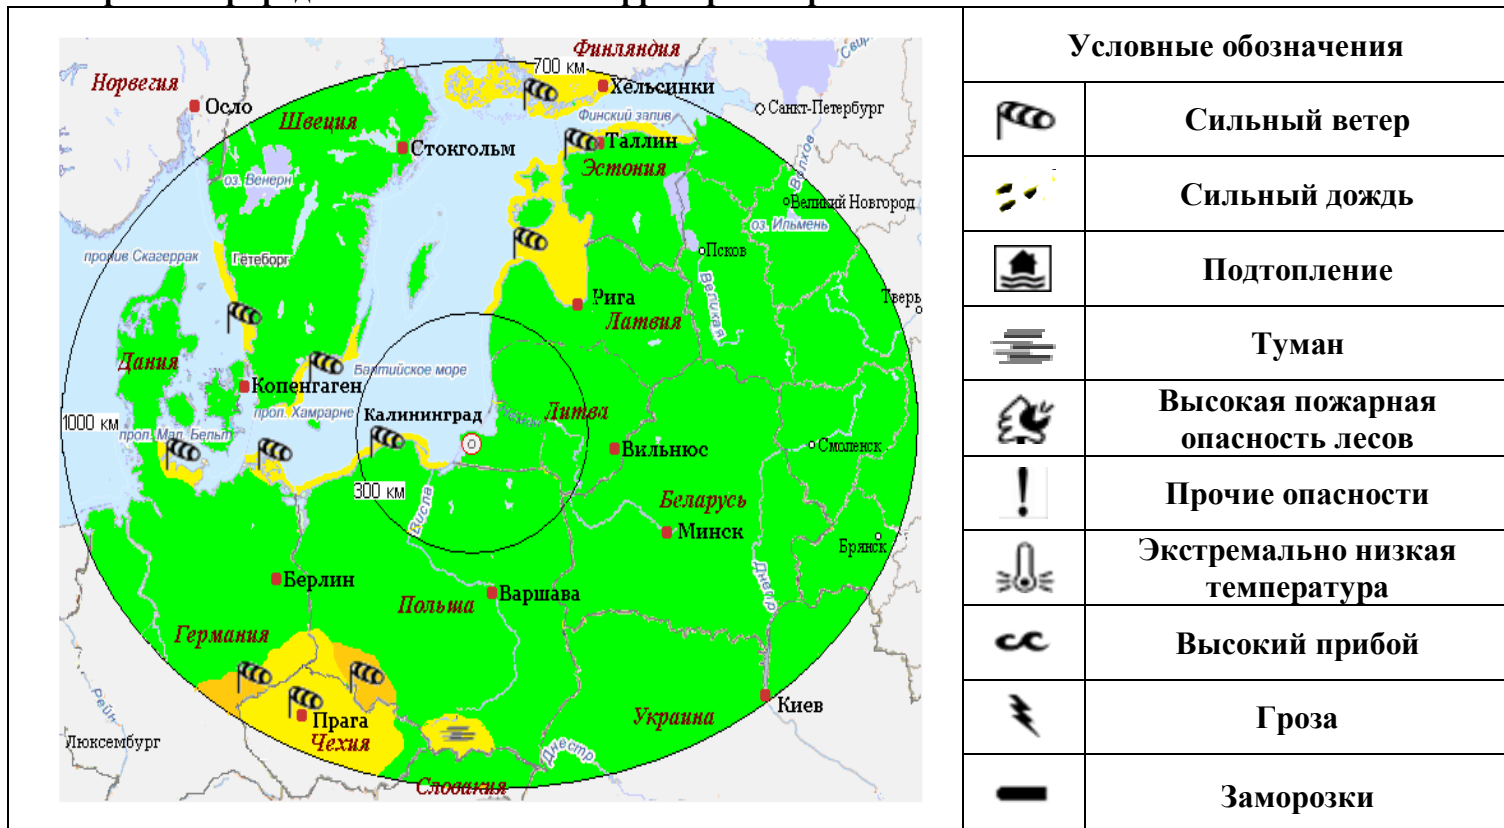 Норвегия
Осло
Швеция
Финляндия
700 км
Хельсинки
Финский залив
Санкт-Петербург
Стокгольм
Таллин
Эстония
Волхов
оз. Венерн
Великий Новгород
оз. Ильмень
Псков
Великая
пролив Скагеррак
Гетеборг
Рига
Латвия
Тверь
Дания
Балтийское море
Копенгаген
прол. Хамрарне
Калининград
Литва
1000 км
прол. Мал. Бельт
Вильнюс
Смоленск
300 км
Висла
Беларусь
Минск
Брянск
Берлин
Польша
Варшава
Днепр
Германия
Рейн
Прага
Чехия
Украина
Киев
Люксембург
Днестр
Словакия
Условные обозначения
Сильный ветер
Сильный дождь
Подтопление
Туман
Высокая пожарная
опасность лесов
Прочие опасности
Экстремально низкая
температура
Высокий прибой
Гроза
Заморозки